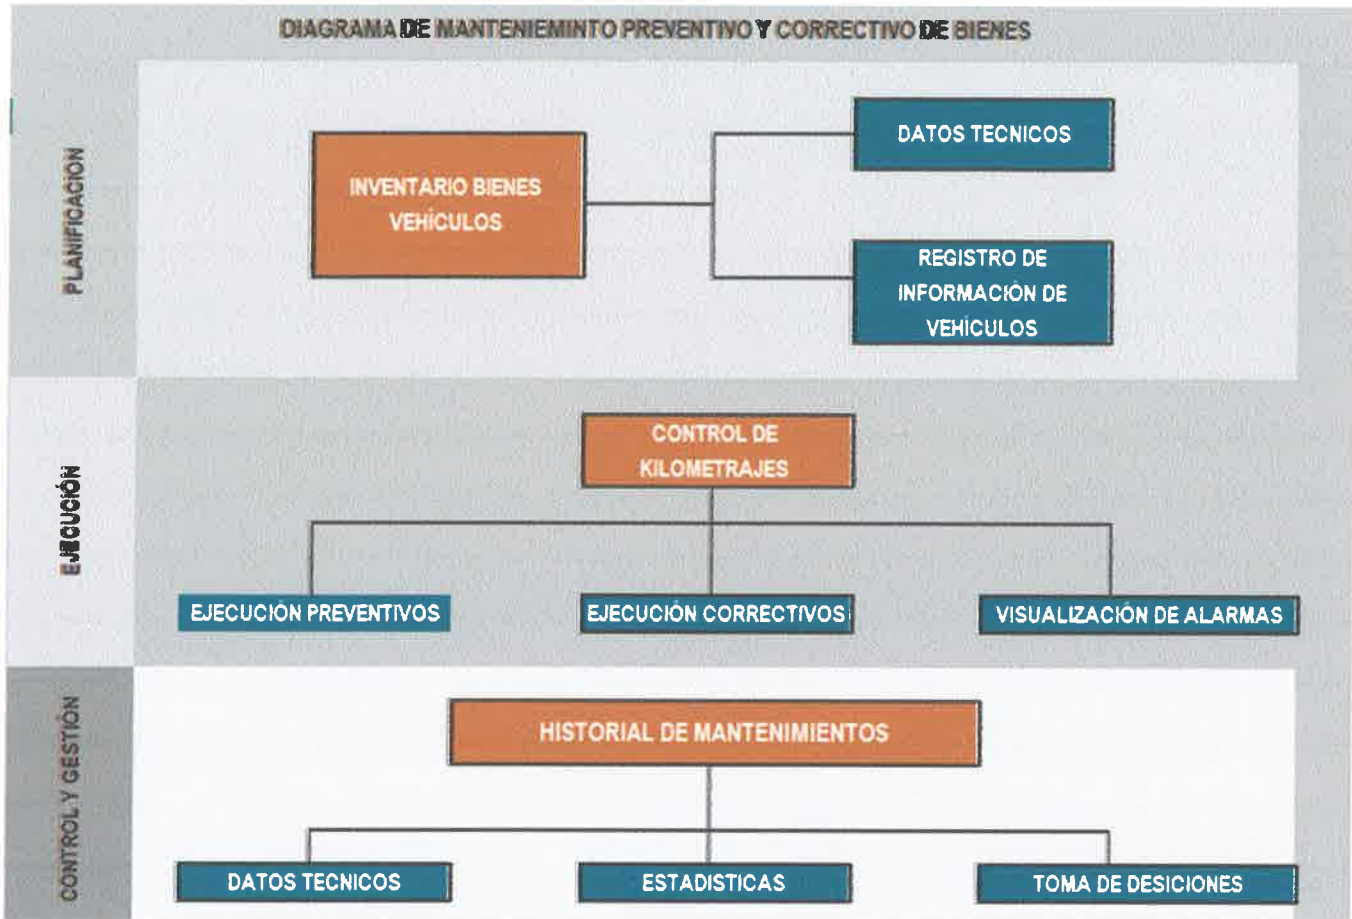 DIAGRAMA DE MANTENIEMINTO PREVENTIVO Y CORRECTIVO DE BIENES
PLANIFICACION
INVENTARIO BIENES
VEHÍCULOS
DATOS TECNICOS
REGISTRO DE
INFORMACIÓN DE
VEHÍCULOS
EJECUCIÓN
CONTROL DE
KILOMETRAJES
EJECUCIÓN PREVENTIVOS
EJECUCIÓN CORRECTIVOS
VISUALIZACIÓN DE ALARMAS
CONTROL Y GESTIÓN
HISTORIAL DE MANTENIMIENTOS
DATOS TECNICOS
ESTADISTICAS
TOMA DE DESICIONES